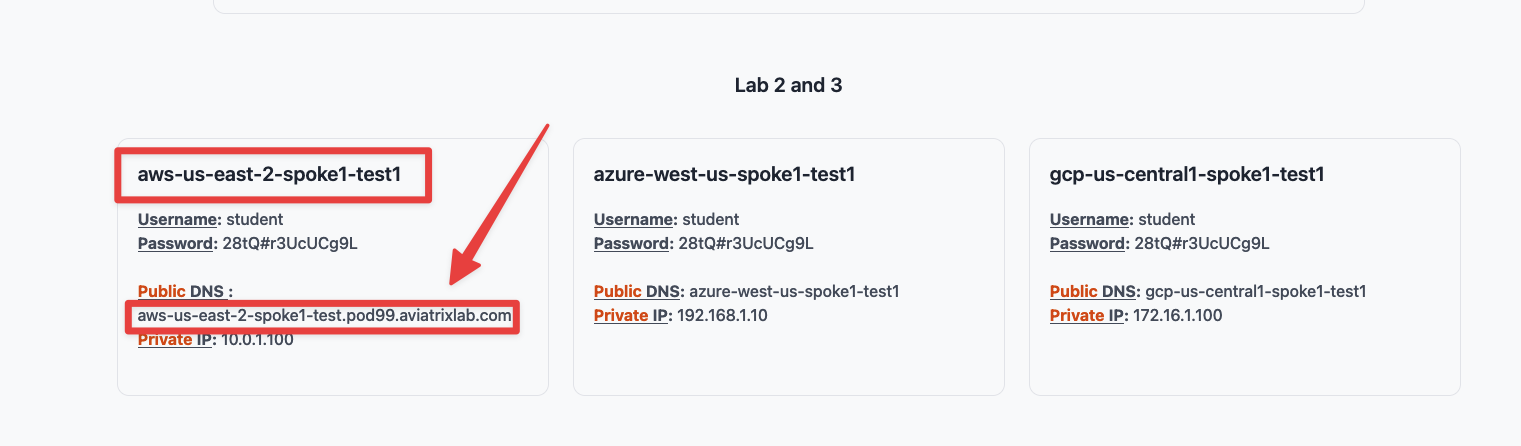 Lab 2 and 3
aws-us-east-2-spoke1-test1
Username: student
Password: 28tQ#r3UcUCg9L
Public DNS :
aws-us-east-2-spoke1-test.pod99.aviatrixlab.com
Private IP: 10.0.1.100
azure-west-us-spoke1-test1
Username: student
Password: 28tQ#r3UcUCg9L
Public DNS: azure-west-us-spoke1-test1
Private IP: 192.168.1.10
gcp-us-central1-spoke1-test1
Username: student
Password: 28tQ#r3UcUCg9L
Public DNS: gcp-us-central1-spoke1-test1
Private IP: 172.16.1.100